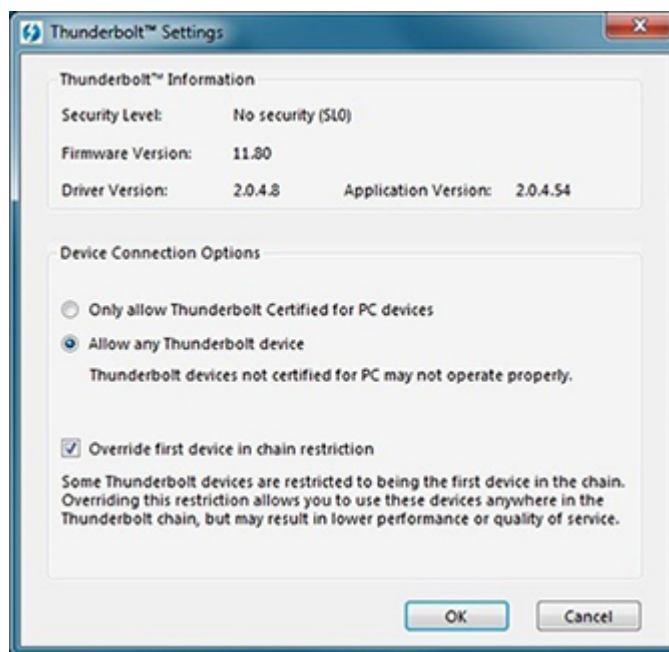 Thunderbolt™ Settings
Thunderbolt™ Information
Security Level: No security (SL0)
Firmware Version: 11.80
Driver Version: 2.0.4.8 Application Version: 2.0.4.54
Device Connection Options
Only allow Thunderbolt Certified for PC devices
Allow any Thunderbolt device
Thunderbolt devices not certified for PC may not operate properly.
Override first device in chain restriction
Some Thunderbolt devices are restricted to being the first device in the chain.
Overriding this restriction allows you to use these devices anywhere in the
Thunderbolt chain, but may result in lower performance or quality of service.
OK Cancel